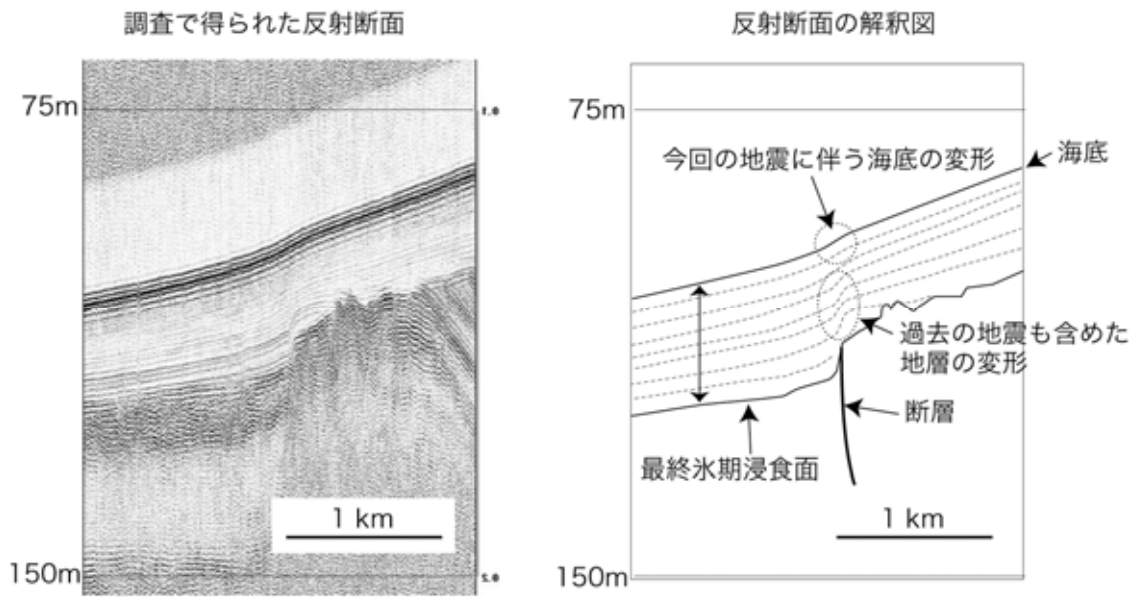 調査で得られた反射断面
反射断面の解釈図
75m
150m
1 km
75m
今回の地震に伴う海底の変形
海底
過去の地震も含めた
地層の変形
断層
最終氷期浸食面
1 km
150m